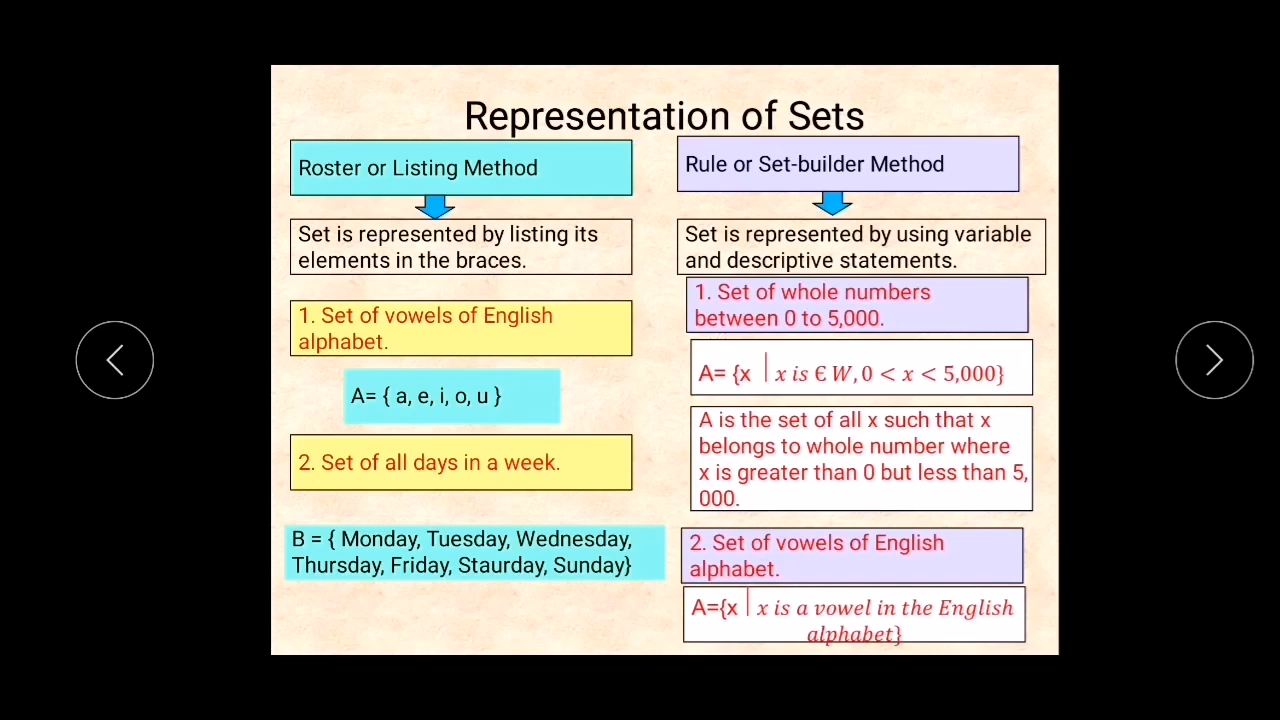 Representation of Sets
Roster or Listing Method
Set is represented by listing its
elements in the braces.
1. Set of vowels of English
alphabet.
A= { a, e, i, o, u }
2. Set of all days in a week.
B = { Monday, Tuesday, Wednesday,
Thursday, Friday, Staurday, Sunday}
Rule or Set-builder Method
Set is represented by using variable
and descriptive statements.
1. Set of whole numbers
between 0 to 5,000.
A= {x | x is € W, 0 < x < 5,000}
A is the set of all x such that x
belongs to whole number where
x is greater than 0 but less than 5,
000.
2. Set of vowels of English
alphabet.
A={x | x is a vowel in the English
alphabet}